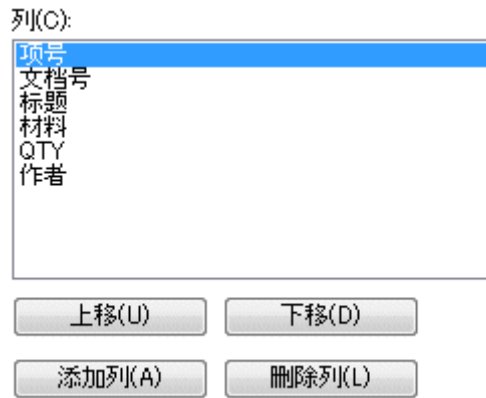 列(C):
项号
文档号
标题
材料
QTY
作者
上移(U) 下移(D)
添加列(A) 删除列(L)